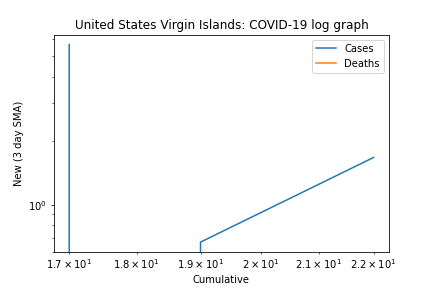 United States Virgin Islands: COVID-19 log graph
Cases
Deaths
New (3 day SMA)
10⁰
1.7 × 10¹ 1.8 × 10¹ 1.9 × 10¹ 2 × 10¹ 2.1 × 10¹ 2.2 × 10¹
Cumulative